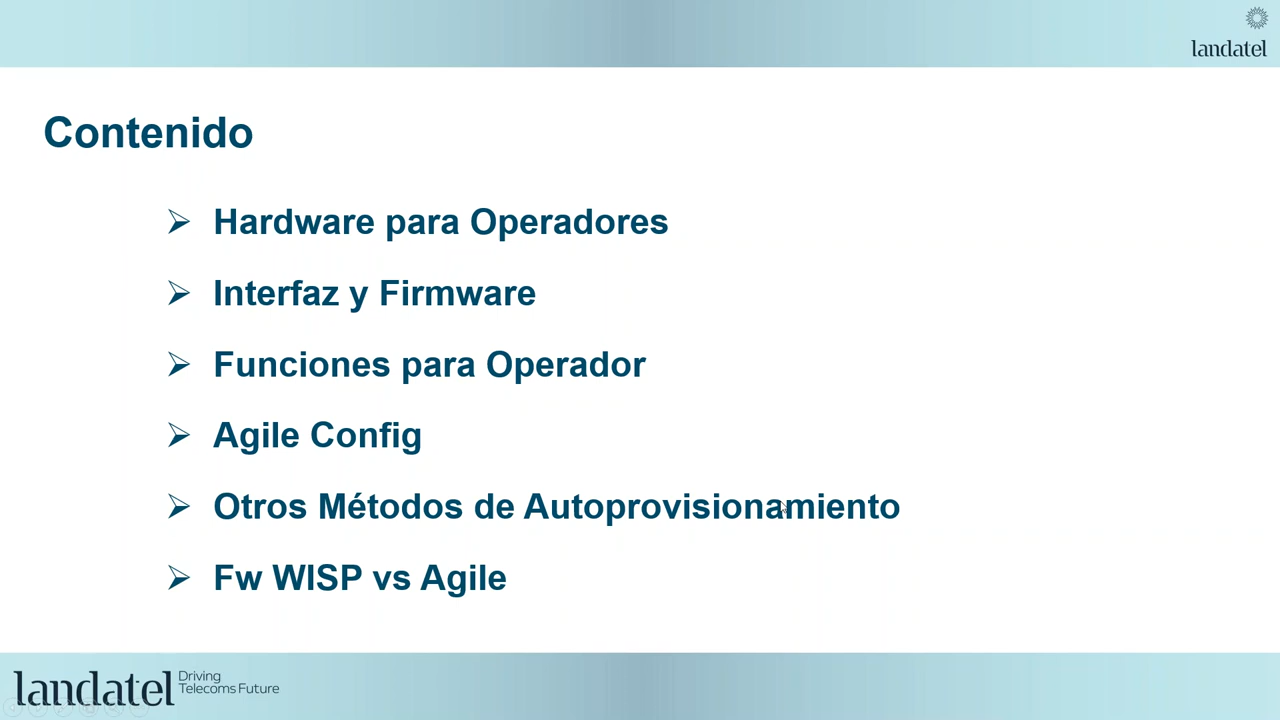 landatel
Contenido
Hardware para Operadores
Interfaz y Firmware
Funciones para Operador
Agile Config
Otros Métodos de Autoprovisionamiento
Fw WISP vs Agile
landatel
Driving
Telecoms Future